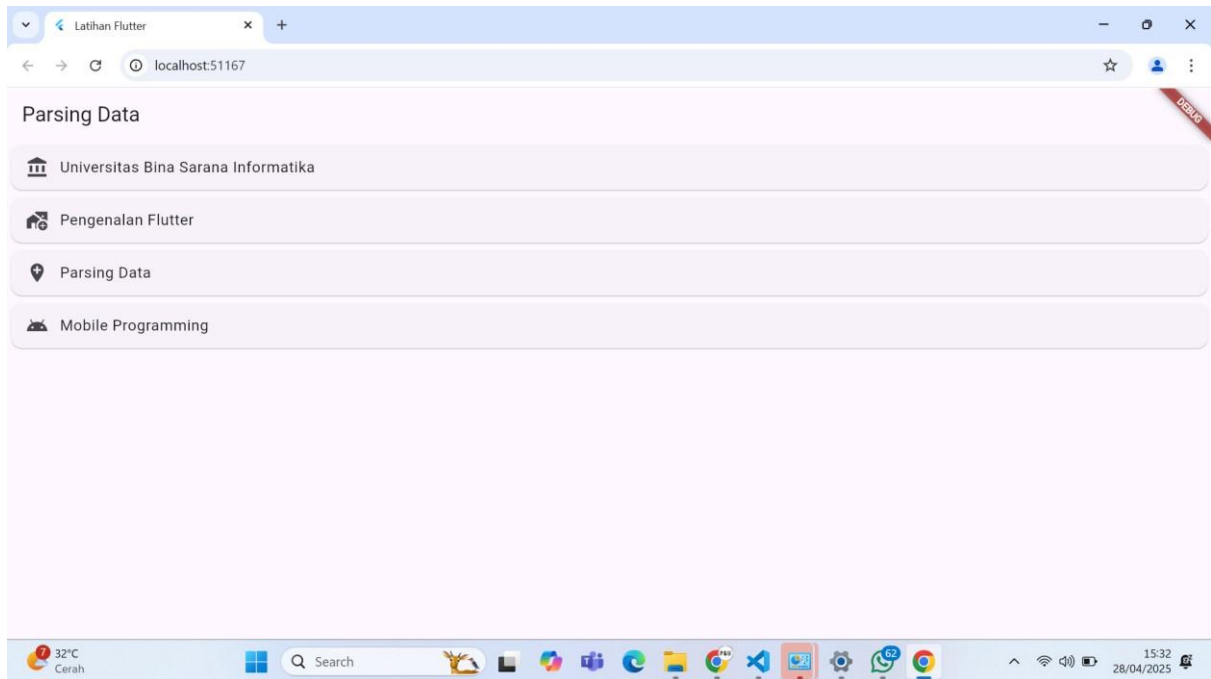 Latihan Flutter
localhost:51167
Parsing Data
DEBUG
Universitas Bina Sarana Informatika
Pengenalan Flutter
Parsing Data
Mobile Programming
7
32°C
Cerah
Search
62
15:32
28/04/2025